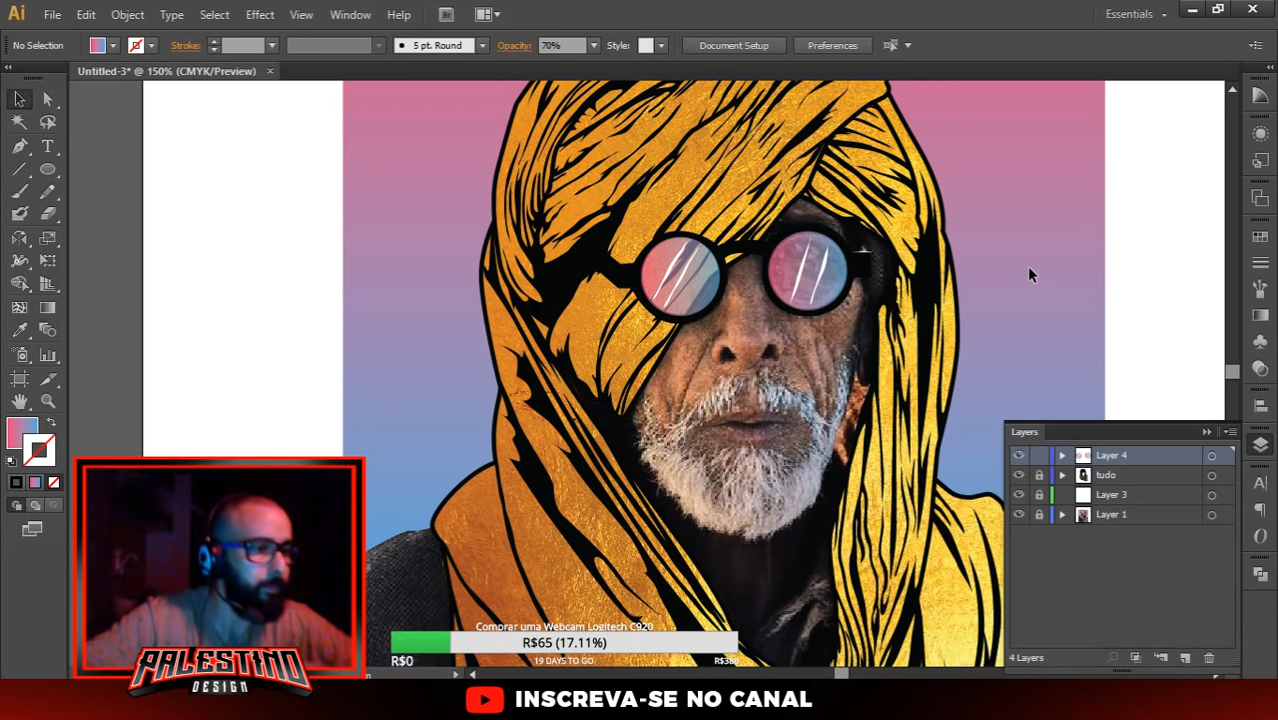 Ai File Edit Object Type Select Effect View Window Help Br Essentials
No Selection Stroke: 5 pt. Round Opacity: 70% Style: Document Setup Preferences
Untitled-3* @ 150% (CMYK/Preview)
Layers
Layer 4
tudo
Layer 3
Layer 1
4 Layers
Comprar uma Webcam Logitech C920
R$65 (17.11%)
R$0 19 DAYS TO GO R$380
PALESTINO
DESIGN
INSCREVA-SE NO CANAL